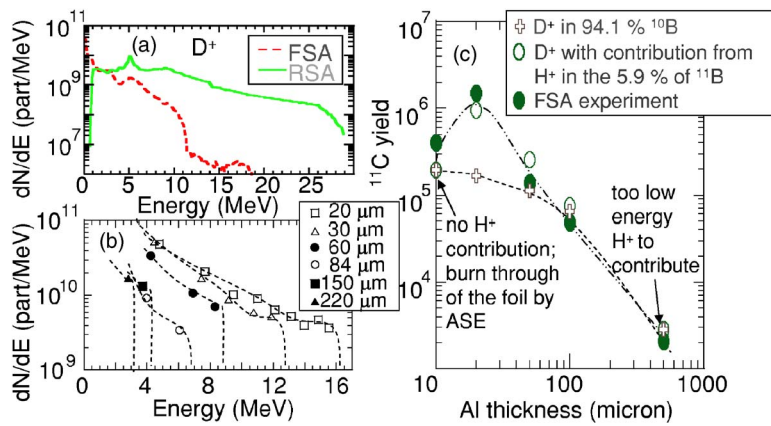 (a) D⁺
FSA
RSA
dN/dE (part/MeV)
10¹¹
10⁹
10⁷
0 5 10 15 20 25
Energy (MeV)
(b)
dN/dE (part/MeV)
10¹¹
10¹⁰
10⁹
0 4 8 12 16
Energy (MeV)
20 µm
30 µm
60 µm
84 µm
150 µm
220 µm
(c)
D⁺ in 94.1 % ¹⁰B
D⁺ with contribution from
H⁺ in the 5.9 % of ¹¹B
FSA experiment
¹¹C yield
10⁶
10⁵
10⁴
no H⁺
contribution;
burn through
of the foil by
ASE
too low
energy
H⁺ to
contribute
10 100 1000
Al thickness (micron)